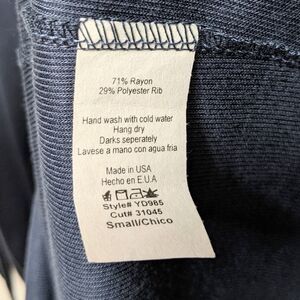 71% Rayon
29% Polyester Rib
Hand wash with cold water
Hang dry
Darks seperately
Lavese a mano con agua fria
Made in USA
Hecho en E.U.A
Style# YD985
Cut# 31045
Small/Chico